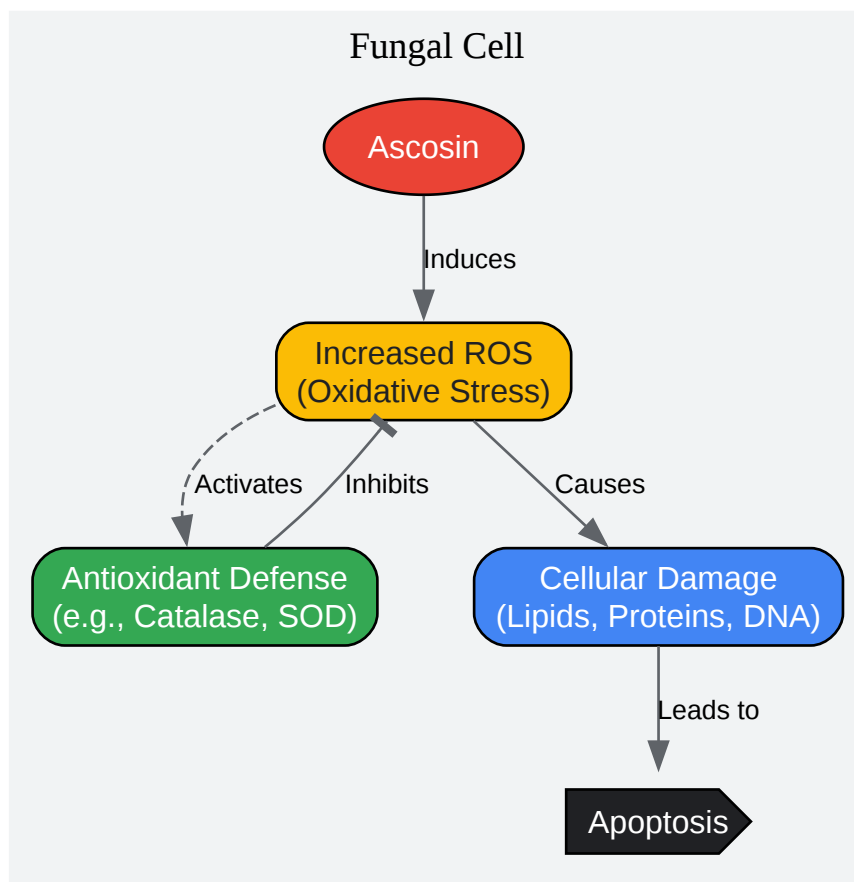 Fungal Cell
Ascosin
Induces
Increased ROS
(Oxidative Stress)
Activates
Inhibits
Causes
Antioxidant Defense
(e.g., Catalase, SOD)
Cellular Damage
(Lipids, Proteins, DNA)
Leads to
Apoptosis